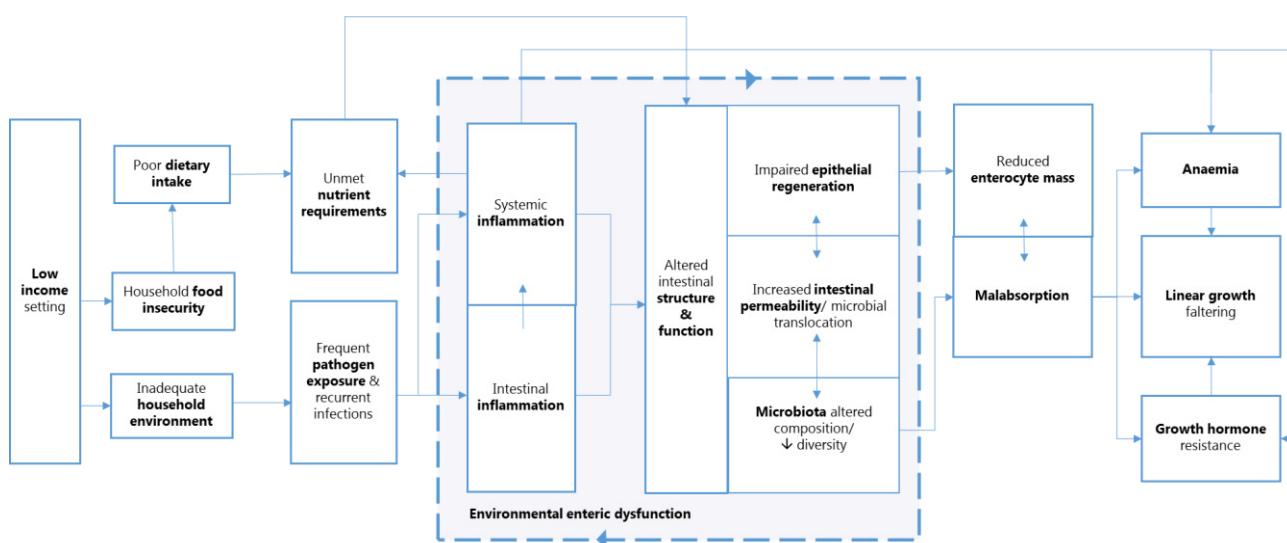 Low
income
setting
Poor dietary
intake
Household food
insecurity
Inadequate
household
environment
Unmet
nutrient
requirements
Frequent
pathogen
exposure &
recurrent
infections
Systemic
inflammation
Intestinal
inflammation
Environmental enteric dysfunction
Altered
intestinal
structure
&
function
Impaired epithelial
regeneration
Increased intestinal
permeability/ microbial
translocation
Microbiota altered
composition/
↓ diversity
Reduced
enterocyte mass
Malabsorption
Anaemia
Linear growth
faltering
Growth hormone
resistance